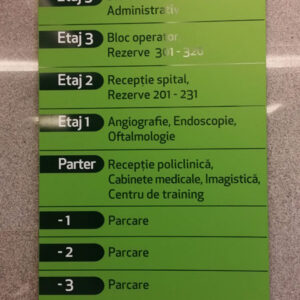 Administrativ
Etaj 3 Bloc operator
Rezerve 301 - 320
Etaj 2 Recepție spital,
Rezerve 201 - 231
Etaj 1 Angiografie, Endoscopie,
Oftalmologie
Parter Recepție policlinică,
Cabinete medicale, Imagistică,
Centru de training
- 1 Parcare
- 2 Parcare
- 3 Parcare